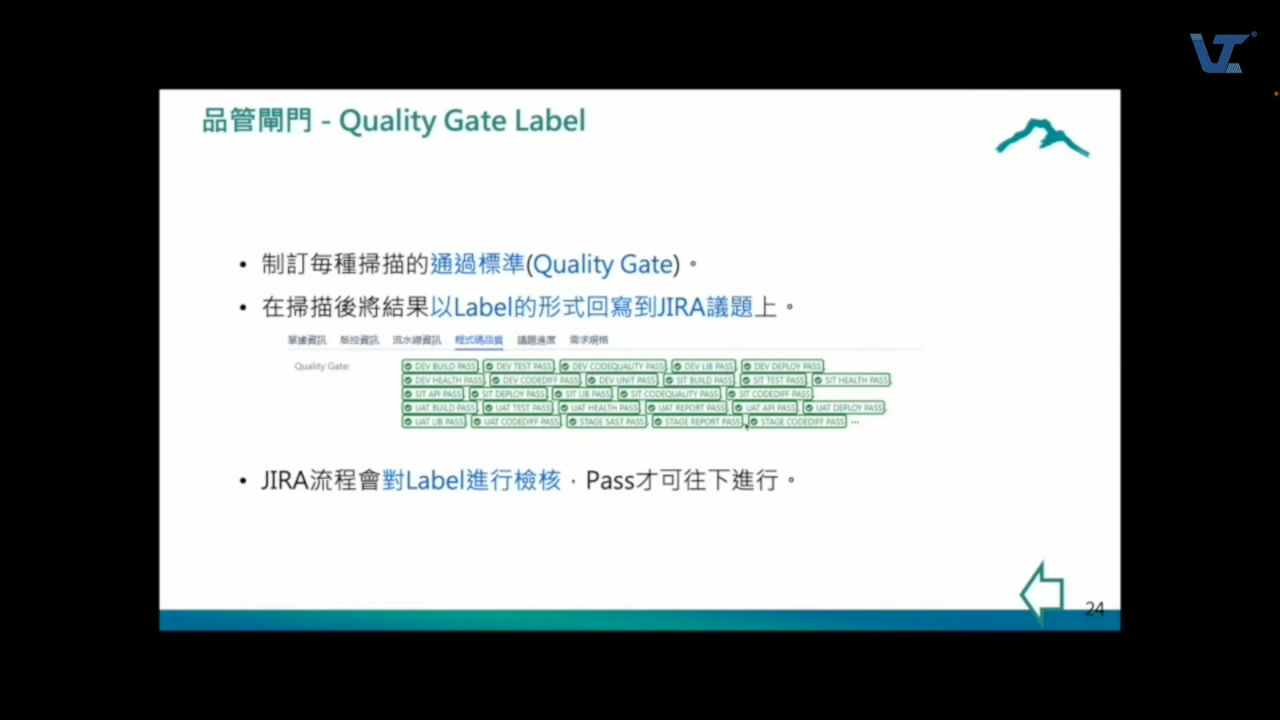 品管閘門 - Quality Gate Label
• 制訂每種掃描的通過標準(Quality Gate)。
• 在掃描後將結果以Label的形式回寫到JIRA議題上。
單據資訊 版控資訊 流水線資訊 程式碼品質 議題進度 需求規格
Quality Gate:
DEV BUILD PASS, DEV TEST PASS, DEV CODEQUALITY PASS, DEV LIB PASS, DEV DEPLOY PASS,
DEV HEALTH PASS, DEV CODEDIFF PASS, DEV UNIT PASS, SIT BUILD PASS, SIT TEST PASS, SIT HEALTH PASS,
SIT API PASS, SIT DEPLOY PASS, SIT LIB PASS, SIT CODEQUALITY PASS, SIT CODEDIFF PASS,
UAT BUILD PASS, UAT TEST PASS, UAT HEALTH PASS, UAT REPORT PASS, UAT API PASS, UAT DEPLOY PASS,
UAT LIB PASS, UAT CODEDIFF PASS, STAGE SAST PASS, STAGE REPORT PASS, STAGE CODEDIFF PASS ...
• JIRA流程會對Label進行檢核，Pass才可往下進行。
24